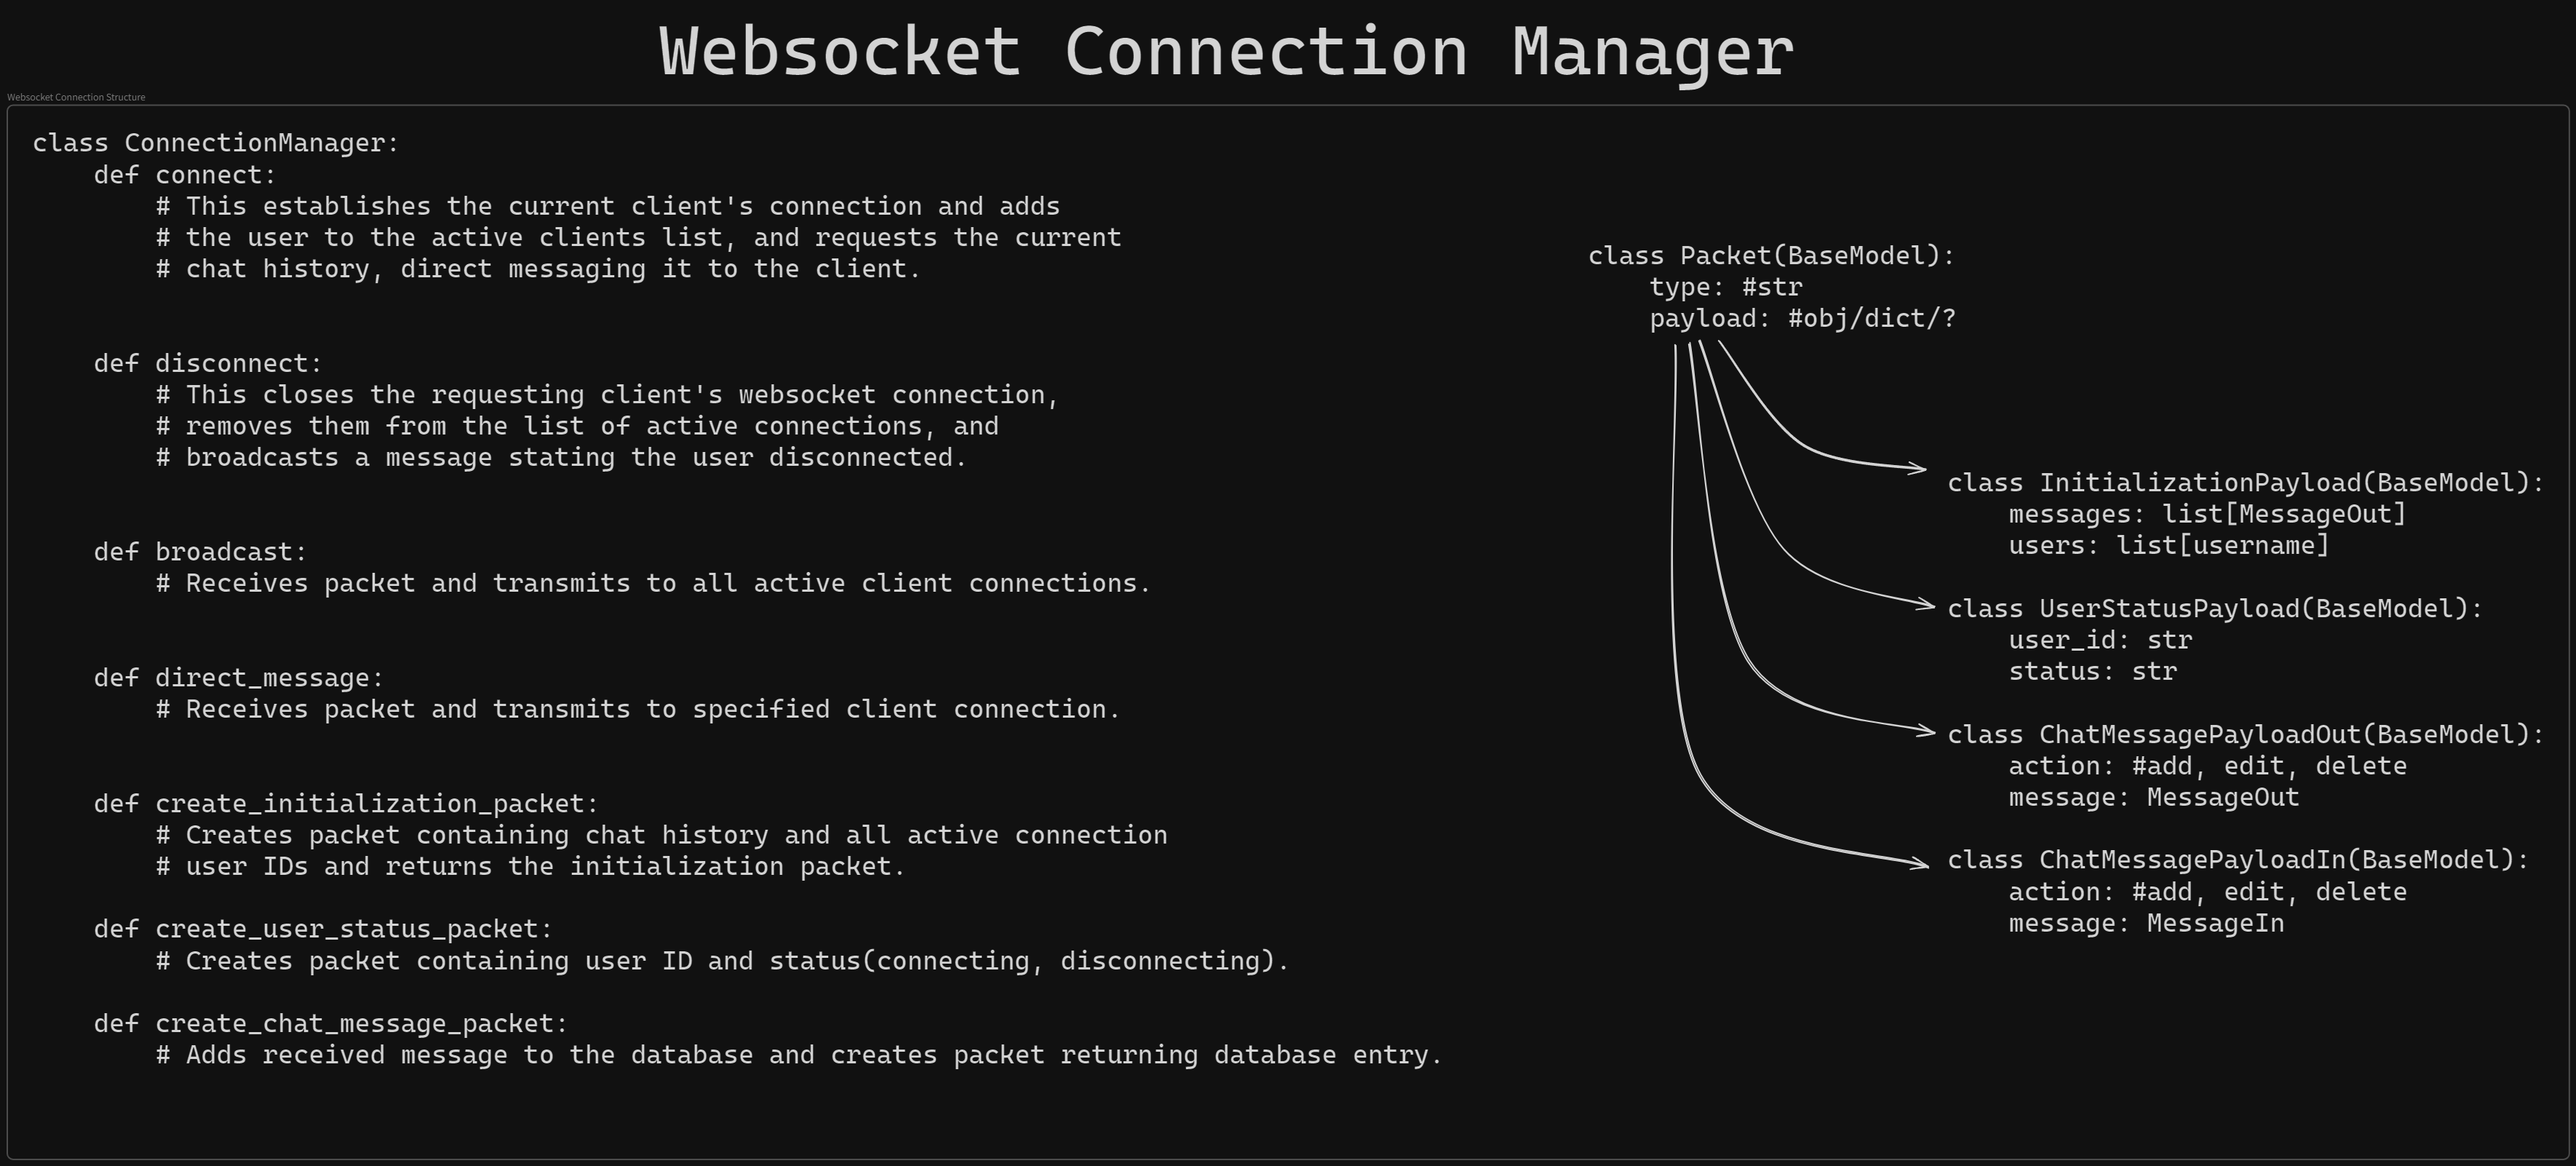 Websocket Connection Manager
Websocket Connection Structure
class ConnectionManager:
    def connect:
        # This establishes the current client's connection and adds
        # the user to the active clients list, and requests the current
        # chat history, direct messaging it to the client.
    def disconnect:
        # This closes the requesting client's websocket connection,
        # removes them from the list of active connections, and
        # broadcasts a message stating the user disconnected.
    def broadcast:
        # Receives packet and transmits to all active client connections.
    def direct_message:
        # Receives packet and transmits to specified client connection.
    def create_initialization_packet:
        # Creates packet containing chat history and all active connection
        # user IDs and returns the initialization packet.
    def create_user_status_packet:
        # Creates packet containing user ID and status(connecting, disconnecting).
    def create_chat_message_packet:
        # Adds received message to the database and creates packet returning database entry.
class Packet(BaseModel):
    type: #str
    payload: #obj/dict/?
class InitializationPayload(BaseModel):
    messages: list[MessageOut]
    users: list[username]
class UserStatusPayload(BaseModel):
    user_id: str
    status: str
class ChatMessagePayloadOut(BaseModel):
    action: #add, edit, delete
    message: MessageOut
class ChatMessagePayloadIn(BaseModel):
    action: #add, edit, delete
    message: MessageIn